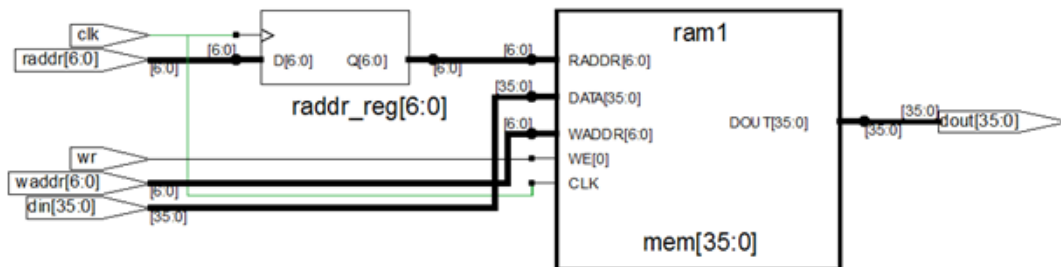 clk
raddr[6:0]
[6:0]
[6:0]
D[6:0]
Q[6:0]
[6:0]
raddr_reg[6:0]
wr
waddr[6:0]
[6:0]
din[35:0]
[35:0]
ram1
[6:0]
RADDR[6:0]
[35:0]
DATA[35:0]
[6:0]
WADDR[6:0]
WE[0]
CLK
DOUT[35:0]
mem[35:0]
[35:0]
[35:0]
dout[35:0]